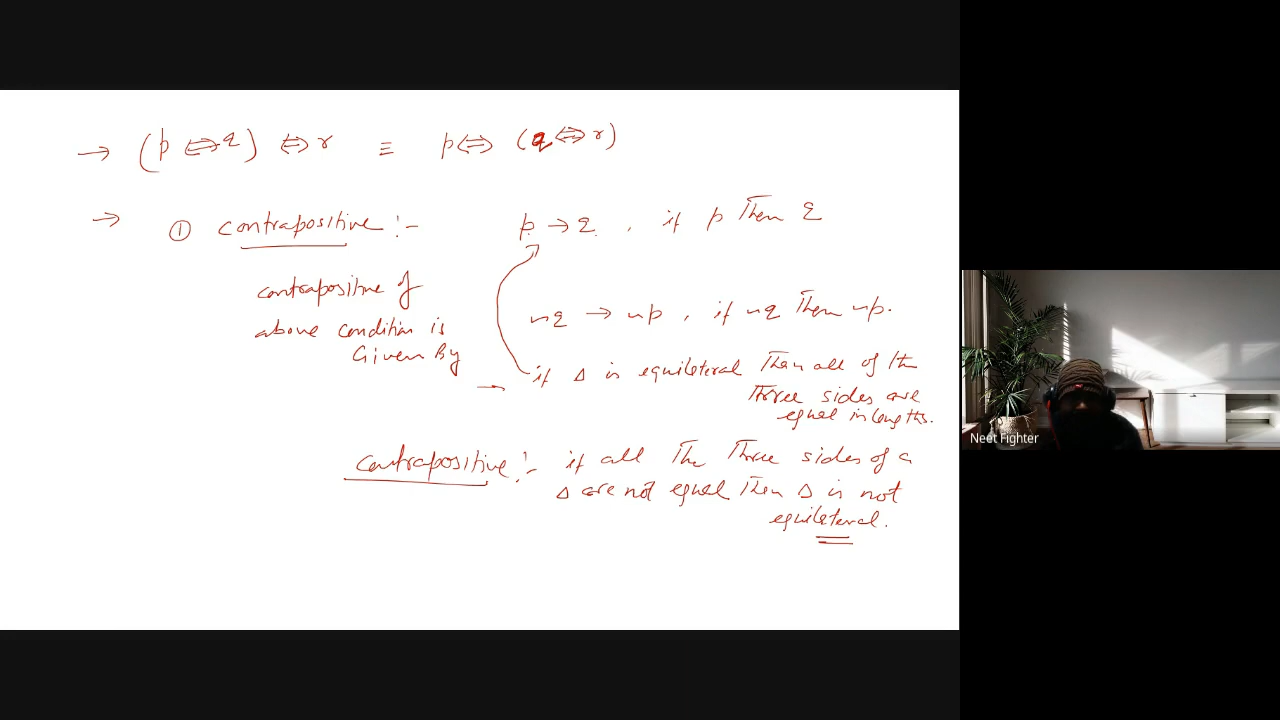 → (p ⇔ q) ⇔ r ≡ p ⇔ (q ⇔ r)
→ ① contrapositive :- p → q , if p Then q
contrapositive of
above condition is
Given By
~q → ~p , if ~q Then ~p.
→ if Δ is equilateral Then all of the
Three sides are
equal in lengths.
contrapositive :- if all The Three sides of a
Δ are not equal Then Δ is not
equilateral.
Neet Fighter